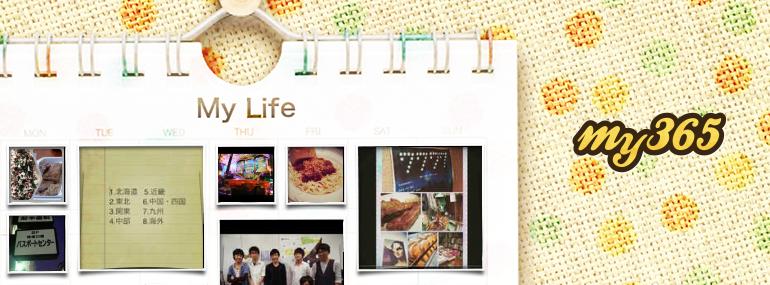 My Life
my365
MON TUE WED THU FRI SAT SUN
1.北海道 5.近畿
2.東北 6.中国・四国
3.関東 7.九州
4.中部 8.海外
パスポートセンター